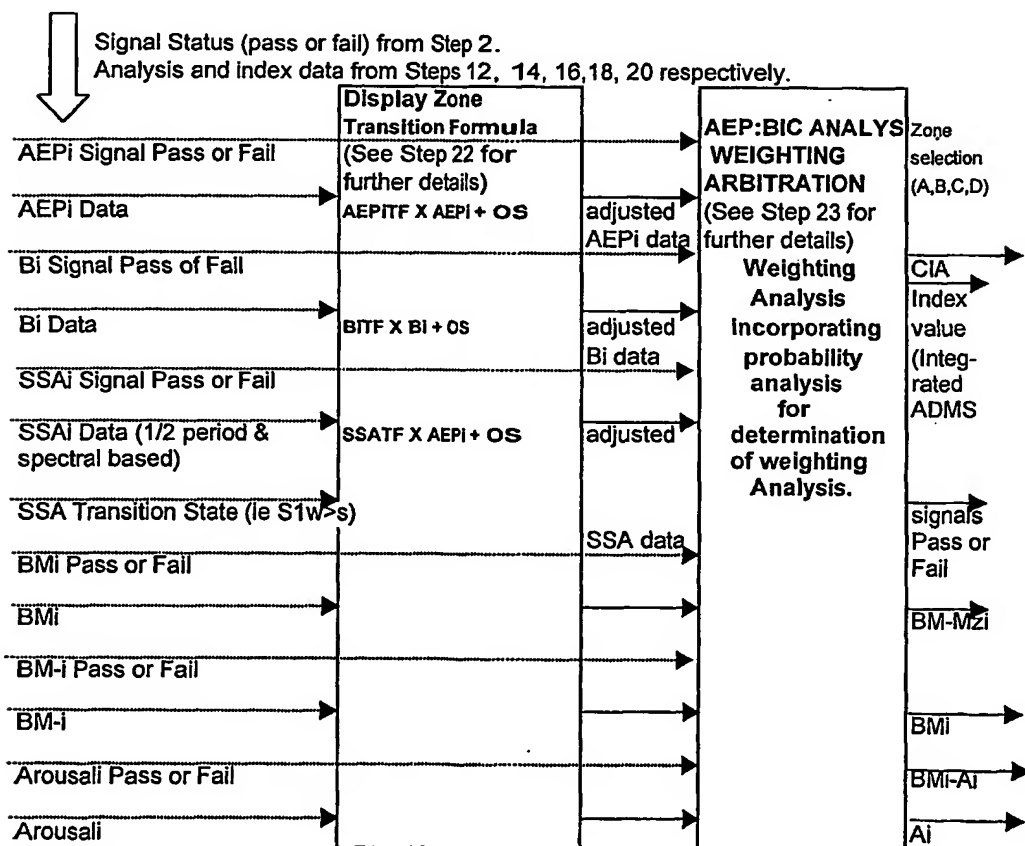 Signal Status (pass or fail) from Step 2.
Analysis and index data from Steps 12, 14, 16,18, 20 respectively.
AEPi Signal Pass or Fail
AEPi Data
Bi Signal Pass of Fail
Bi Data
SSAi Signal Pass or Fail
SSAi Data (1/2 period &
spectral based)
SSA Transition State (ie S1w>s)
BMi Pass or Fail
BMi
BM-i Pass or Fail
BM-i
Arousali Pass or Fail
Arousali
Display Zone
Transition Formula
(See Step 22 for
further details)
AEPiTF X AEPi + OS
BiTF X Bi + OS
SSATF X AEPi + OS
adjusted
AEPi data
adjusted
Bi data
adjusted
SSA data
AEP:BIC ANALYS
WEIGHTING
ARBITRATION
(See Step 23 for
further details)
Weighting
Analysis
incorporating
probability
analysis
for
determination
of weighting
Analysis.
Zone
selection
(A,B,C,D)
CIA
Index
value
(Integ-
rated
ADMS
signals
Pass or
Fail
BM-Mzi
BMi
BMi-Ai
Ai